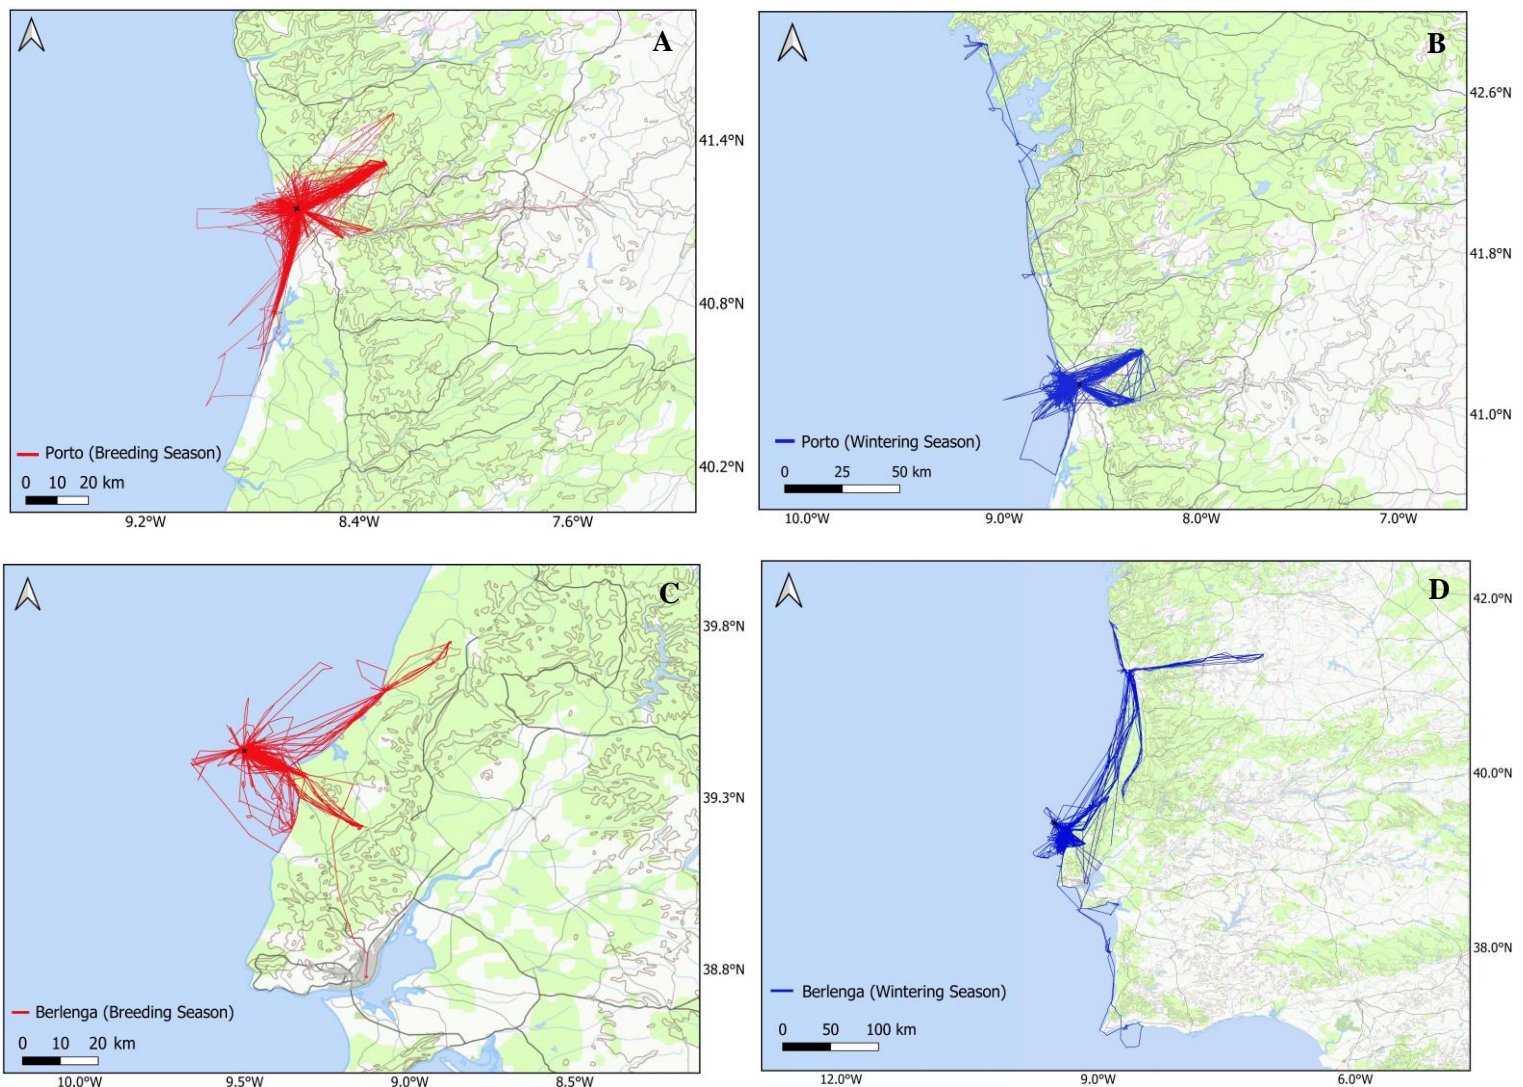 A
41.4°N
40.8°N
40.2°N
Porto (Breeding Season)
0 10 20 km
9.2°W 8.4°W 7.6°W
B
42.6°N
41.8°N
41.0°N
Porto (Wintering Season)
0 25 50 km
10.0°W 9.0°W 8.0°W 7.0°W
C
39.8°N
39.3°N
38.8°N
Berlenga (Breeding Season)
0 10 20 km
10.0°W 9.5°W 9.0°W 8.5°W
D
42.0°N
40.0°N
38.0°N
Berlenga (Wintering Season)
0 50 100 km
12.0°W 9.0°W 6.0°W